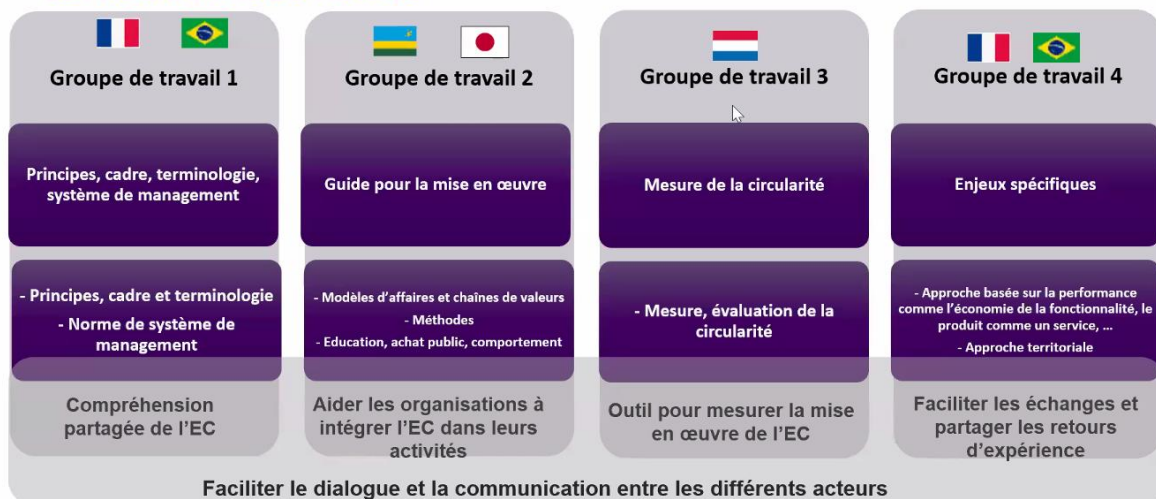 Groupe de travail 1
Principes, cadre, terminologie,
système de management
- Principes, cadre et terminologie
- Norme de système de
management
Compréhension
partagée de l'EC
Groupe de travail 2
Guide pour la mise en œuvre
- Modèles d'affaires et chaînes de valeurs
- Méthodes
- Education, achat public, comportement
Aider les organisations à
intégrer l'EC dans leurs
activités
Groupe de travail 3
Mesure de la circularité
- Mesure, évaluation de la
circularité
Outil pour mesurer la mise
en œuvre de l'EC
Groupe de travail 4
Enjeux spécifiques
- Approche basée sur la performance
comme l'économie de la fonctionnalité, le
produit comme un service, ...
- Approche territoriale
Faciliter les échanges et
partager les retours
d'expérience
Faciliter le dialogue et la communication entre les différents acteurs